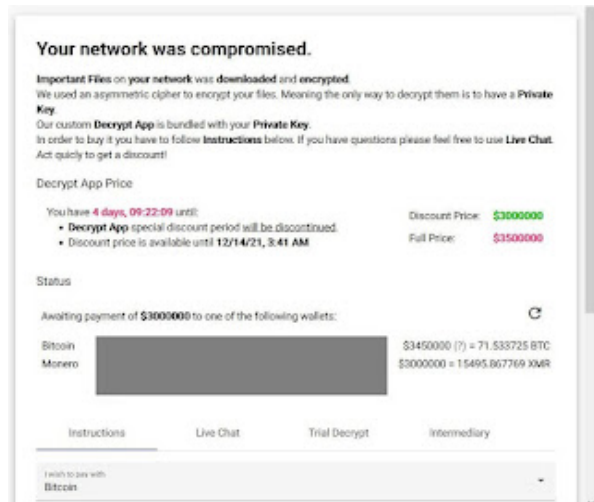 Your network was compromised.
Important Files on your network was downloaded and encrypted.
We used an asymmetric cipher to encrypt your files. Meaning the only way to decrypt them is to have a Private
Key.
Our custom Decrypt App is bundled with your Private Key.
In order to buy it you have to follow Instructions below. If you have questions please feel free to use Live Chat.
Act quicly to get a discount!
Decrypt App Price
You have 4 days, 09:22:09 until:
• Decrypt App special discount period will be discontinued.
• Discount price is available until 12/14/21, 3:41 AM
Discount Price: $3000000
Full Price: $3500000
Status
Awaiting payment of $3000000 to one of the following wallets:
Bitcoin $3450000 (?) = 71.533725 BTC
Monero $3000000 = 15495.867769 XMR
Instructions Live Chat Trial Decrypt Intermediary
I wish to pay with
Bitcoin